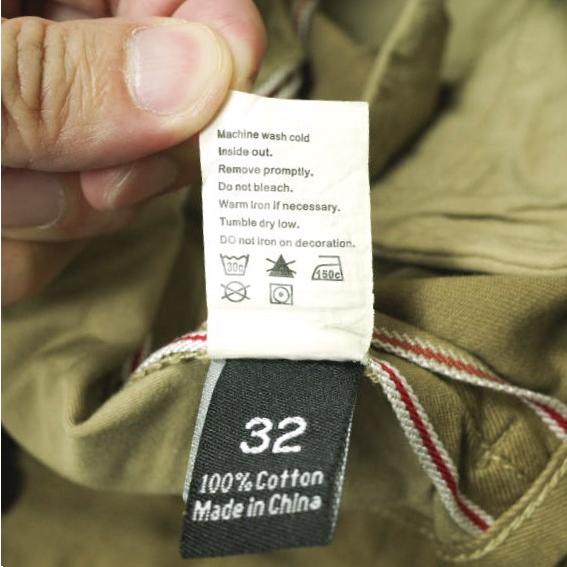 Machine wash cold
Inside out.
Remove promptly.
Do not bleach.
Warm Iron if necessary.
Tumble dry low.
DO not iron on decoration.
30c 150c
32
100% Cotton
Made in China